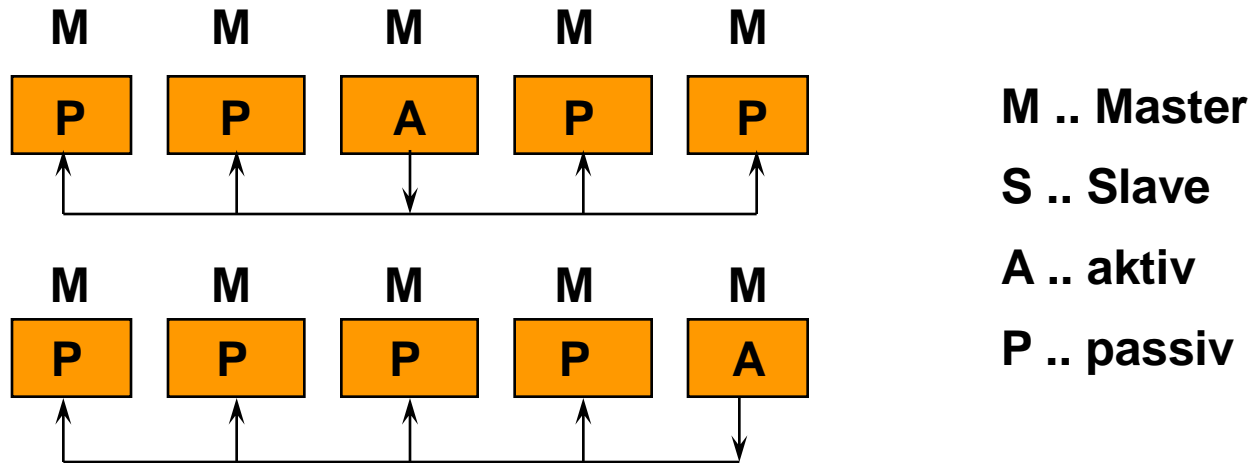 M M M M M
P P A P P
M M M M M
P P P P A
M .. Master
S .. Slave
A .. aktiv
P .. passiv